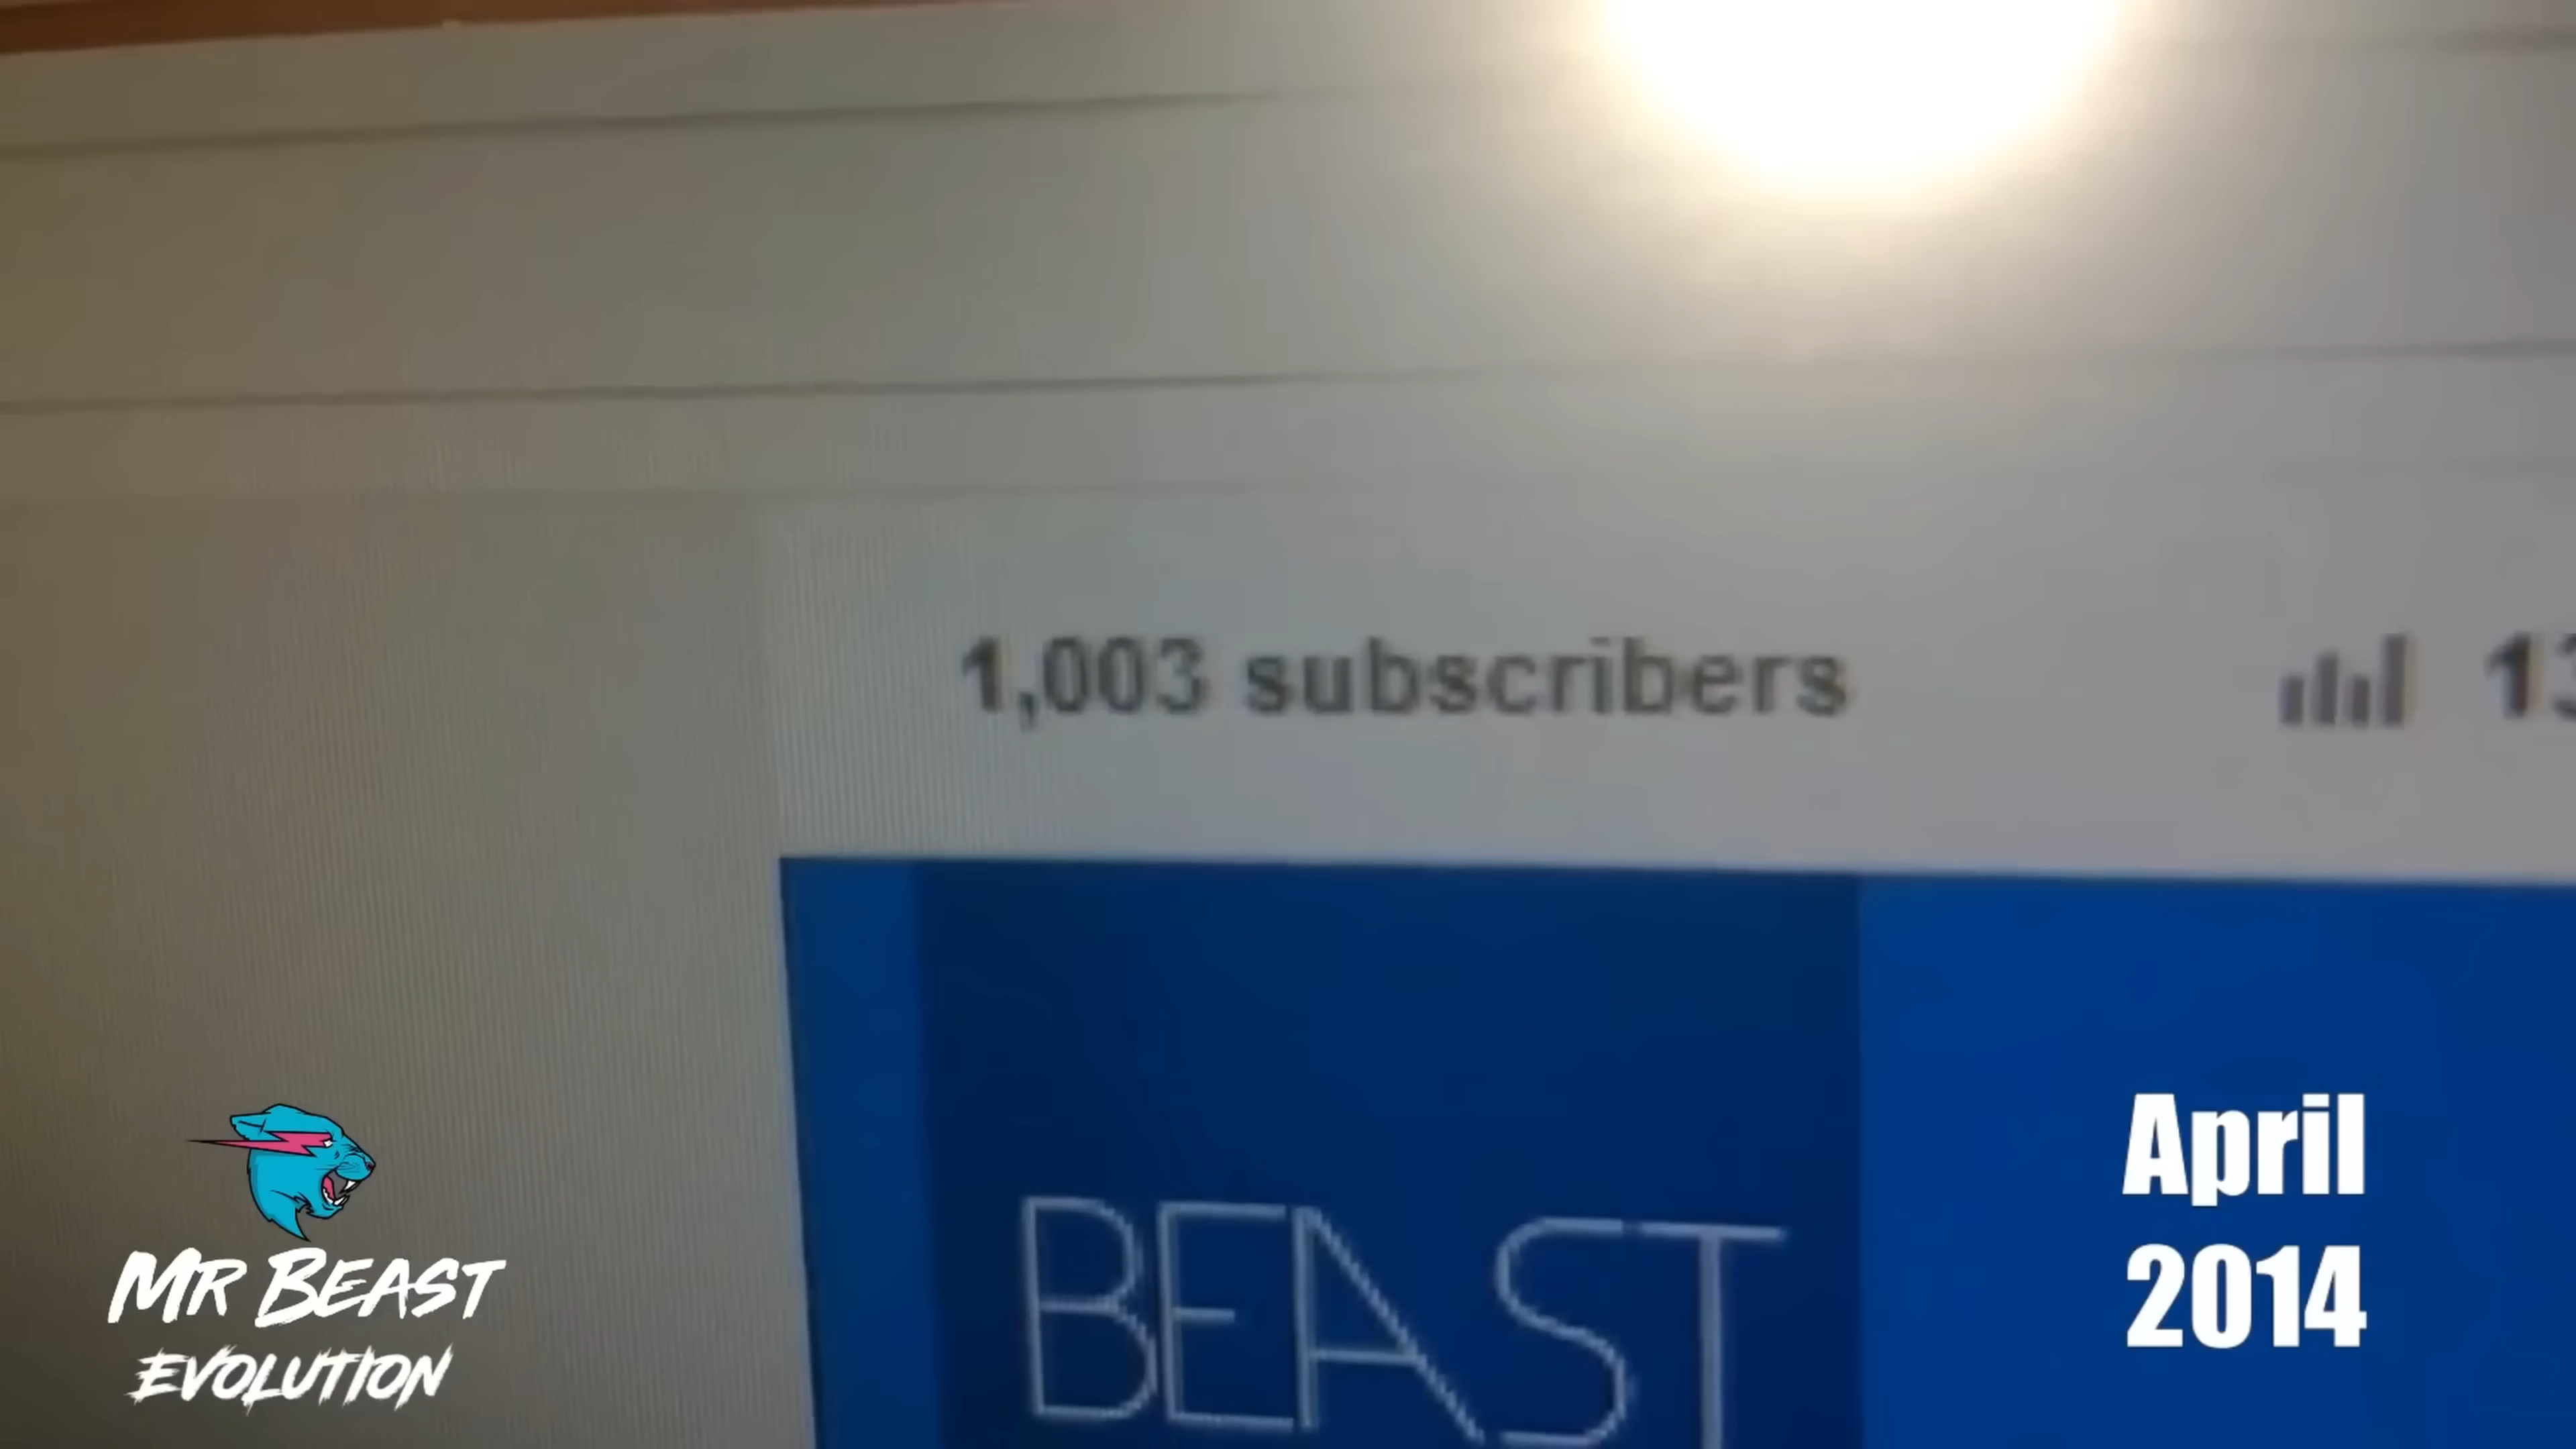 1,003 subscribers
BEAST
MR BEAST
EVOLUTION
April
2014